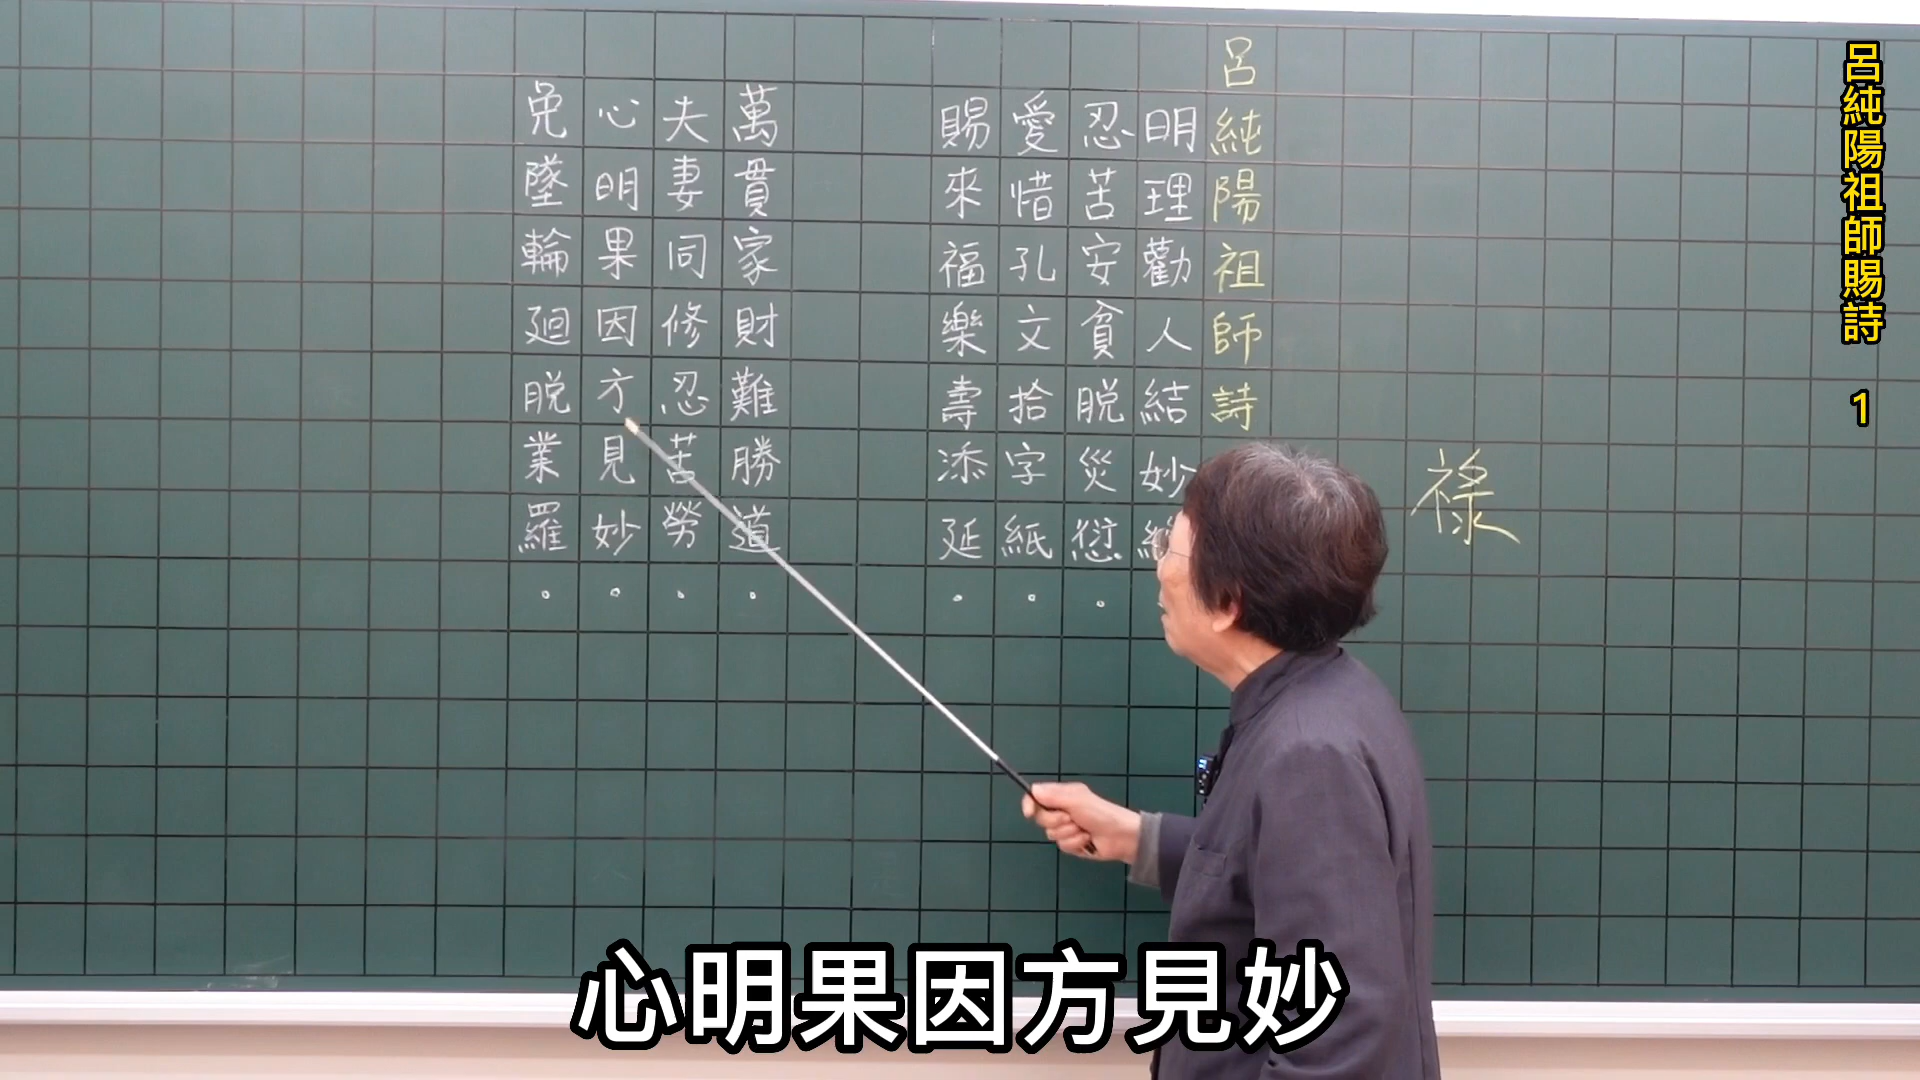 呂純陽祖師詩
明理勸人結妙
忍苦安貧脱災愆。
愛惜孔文拾字紙。
賜來福樂壽添延。
萬貫家財難勝道。
夫妻同修忍苦勞。
心明果因方見妙。
免墜輪廻脱業羅。
祿
呂純陽祖師賜詩 1
心明果因方見妙